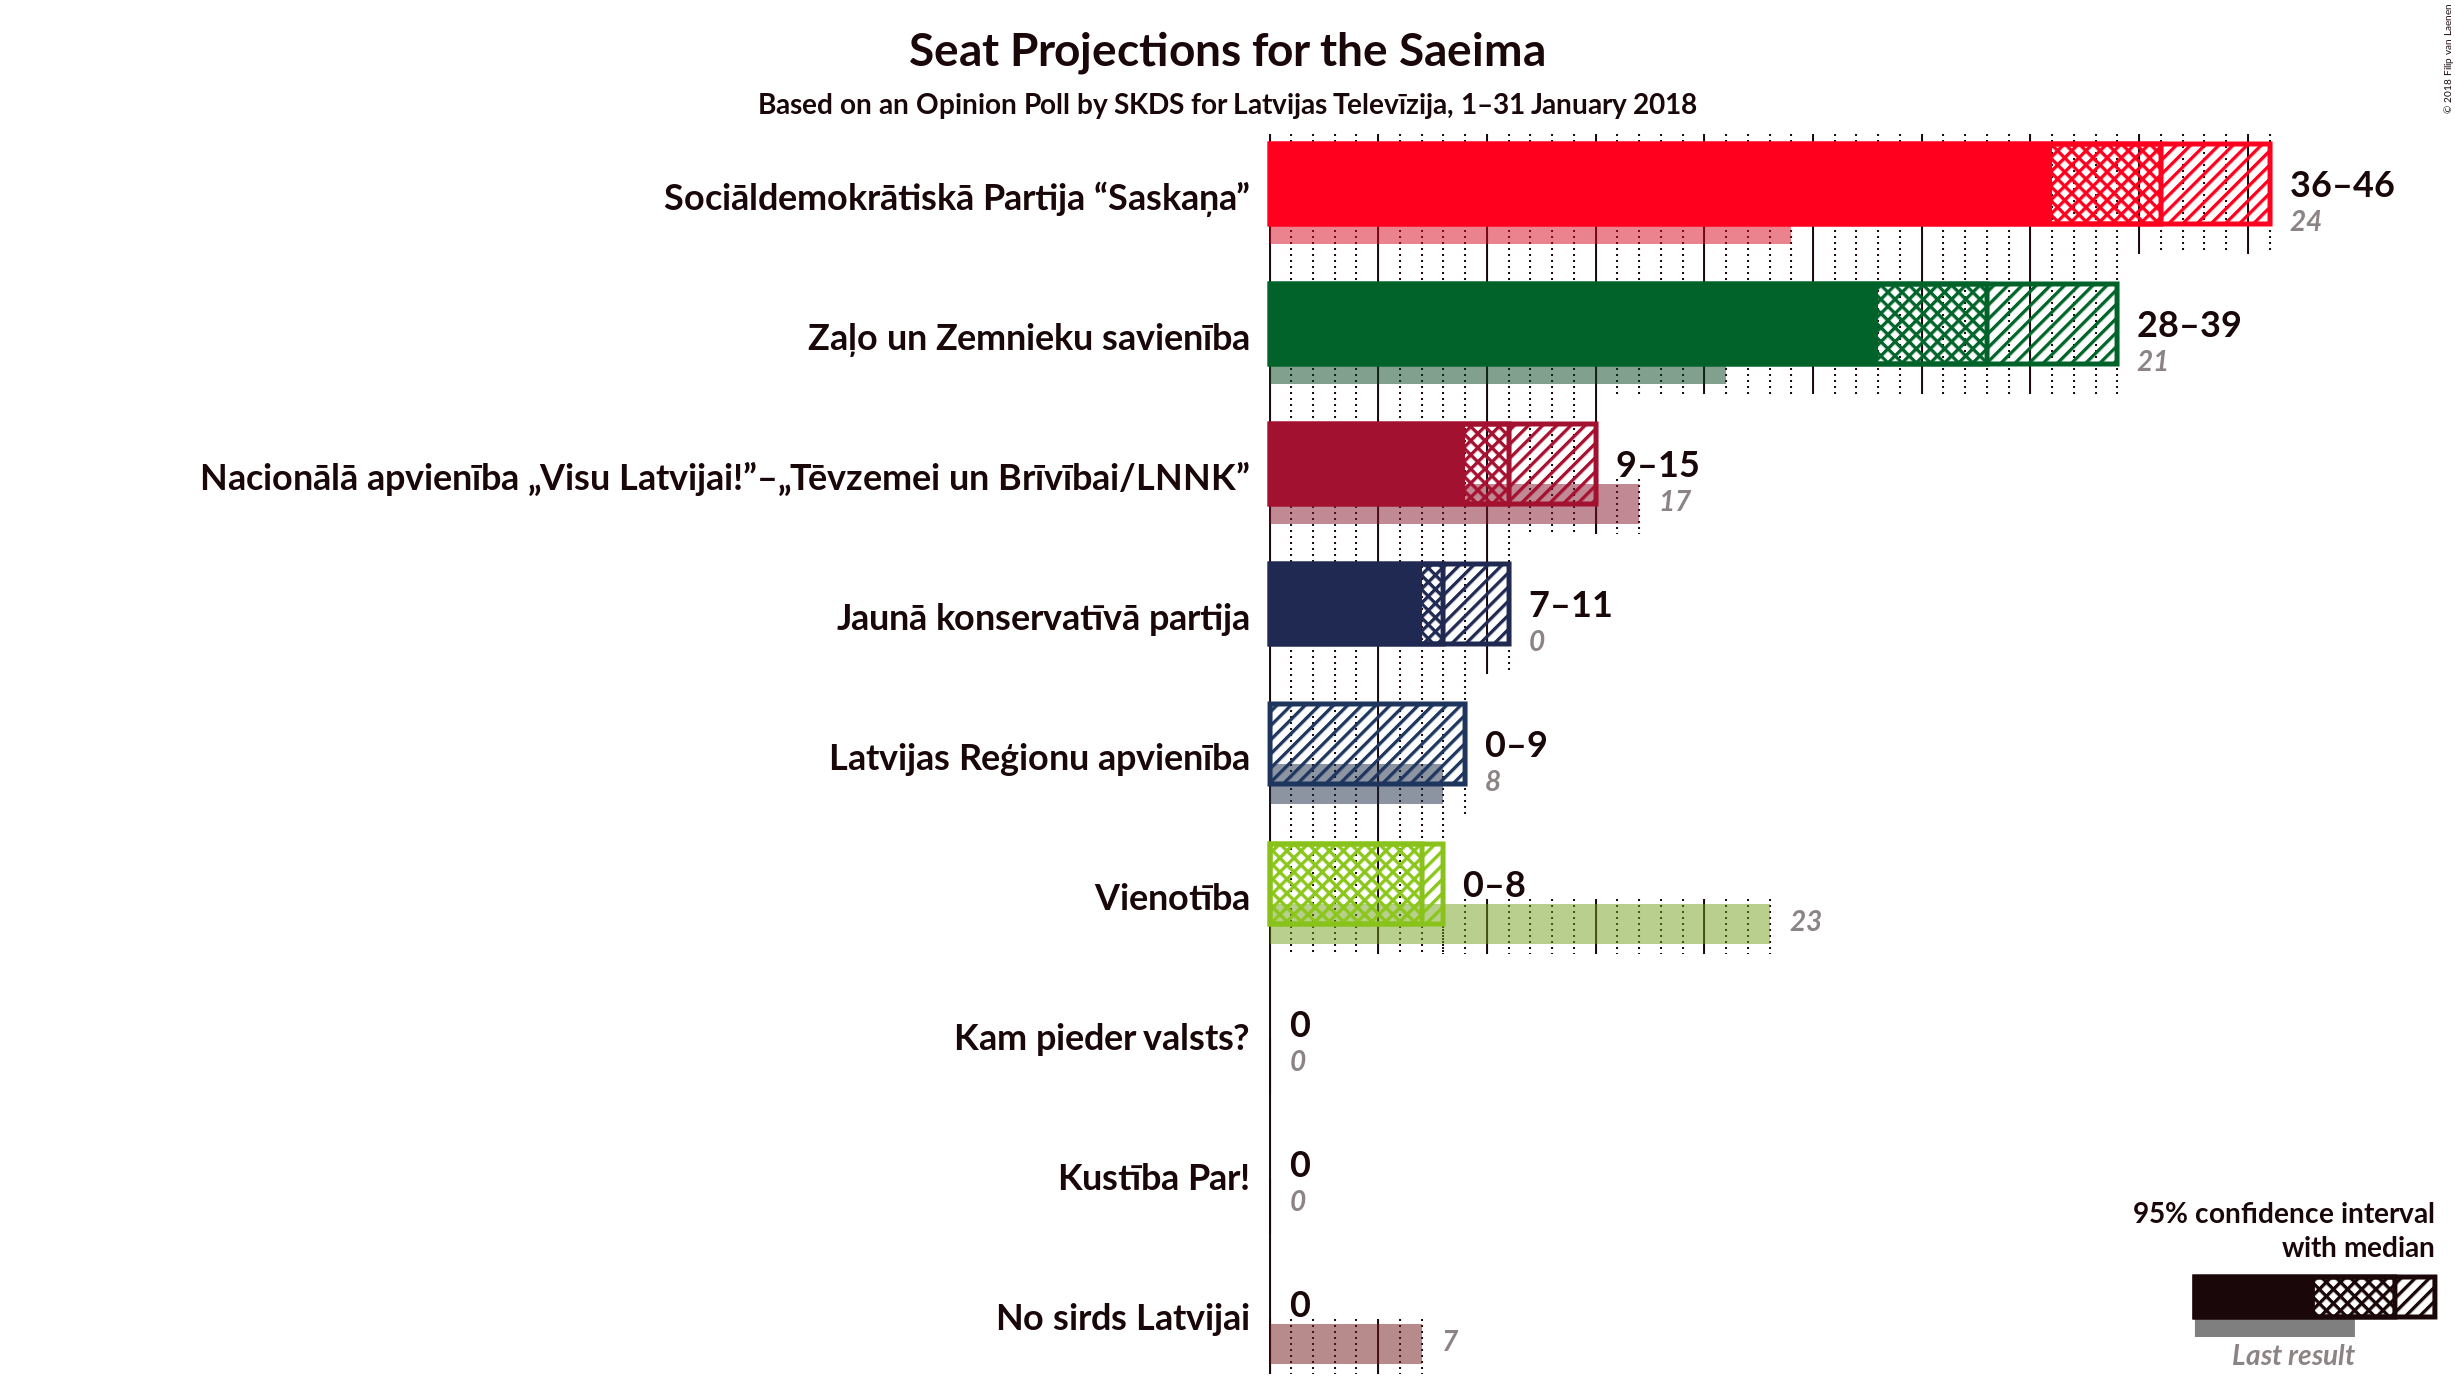 Seat Projections for the Saeima
Based on an Opinion Poll by SKDS for Latvijas Televīzija, 1–31 January 2018
© 2018 Filip van Laenen
Sociāldemokrātiskā Partija “Saskaņa”
36–46
24
Zaļo un Zemnieku savienība
28–39
21
Nacionālā apvienība „Visu Latvijai!”–„Tēvzemei un Brīvībai/LNNK”
9–15
17
Jaunā konservatīvā partija
7–11
0
Latvijas Reģionu apvienība
0–9
8
Vienotība
0–8
23
Kam pieder valsts?
0
0
Kustība Par!
0
0
No sirds Latvijai
0
7
95% confidence interval
with median
Last result